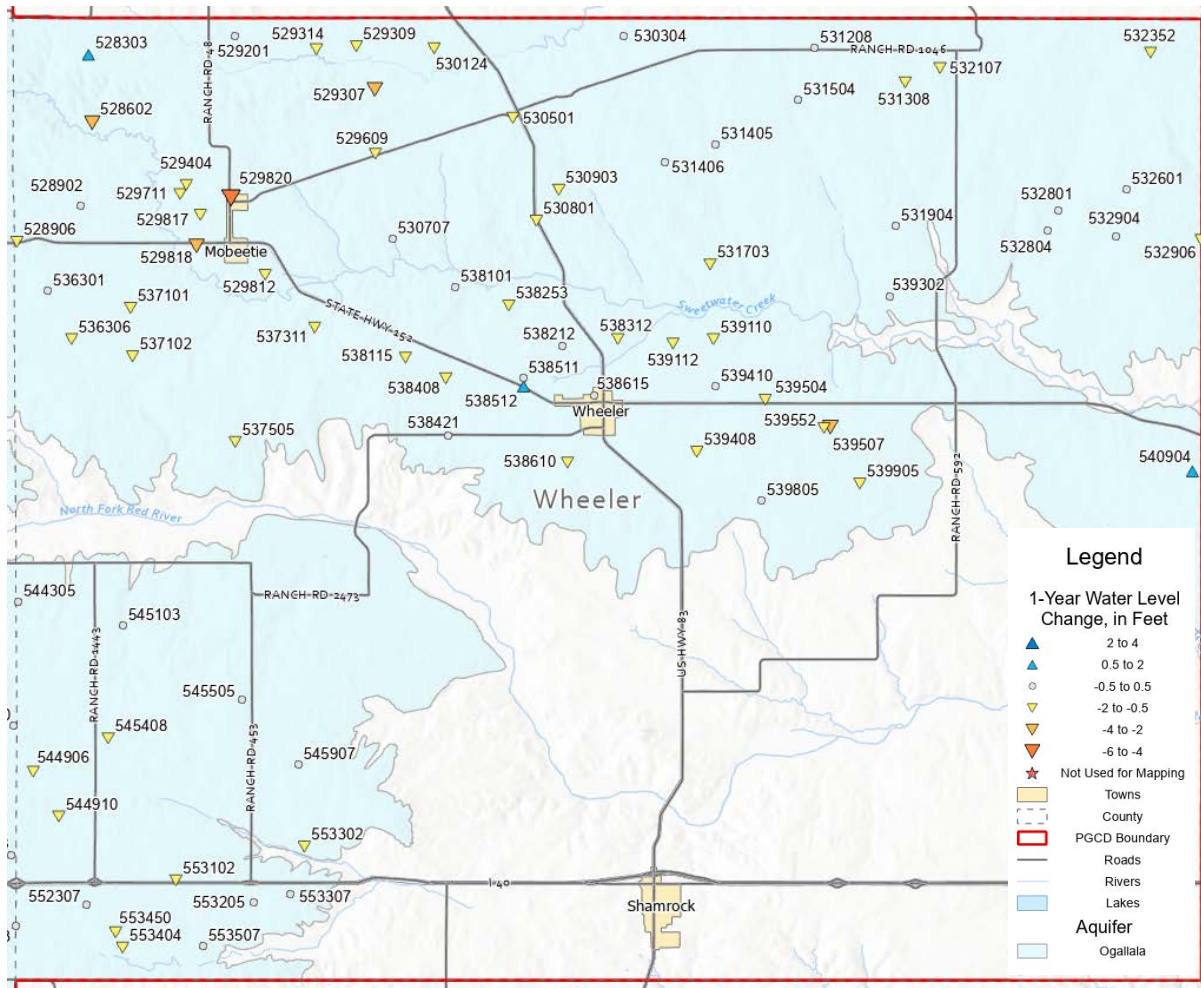 528303
529201
529314
529309
530124
530304
531208
RANCH RD 1046
532352
RANCH RD 48
528602
529307
531504
531308
532107
530501
529609
531405
531406
529404
529711
529820
528902
529817
530903
532601
532801
530801
531904
532904
528906
530707
532804
532906
529818
Mobeetie
531703
536301
529812
538101
539302
537101
538253
Sweetwater Creek
STATE HWY 152
536306
537311
538212
538312
539110
537102
539112
538115
538511
538408
538615
539410
538512
539504
Wheeler
538421
539552
537505
539408
539507
540904
538610
539905
Wheeler
539805
RANCH RD 592
North Fork Red River
544305
RANCH RD 2473
545103
RANCH RD 1443
US HWY 83
545505
545408
RANCH RD 453
545907
544906
544910
553302
553102
I 40
552307
553205
553307
Shamrock
553450
553404
553507
Legend
1-Year Water Level
Change, in Feet
2 to 4
0.5 to 2
-0.5 to 0.5
-2 to -0.5
-4 to -2
-6 to -4
Not Used for Mapping
Towns
County
PGCD Boundary
Roads
Rivers
Lakes
Aquifer
Ogallala